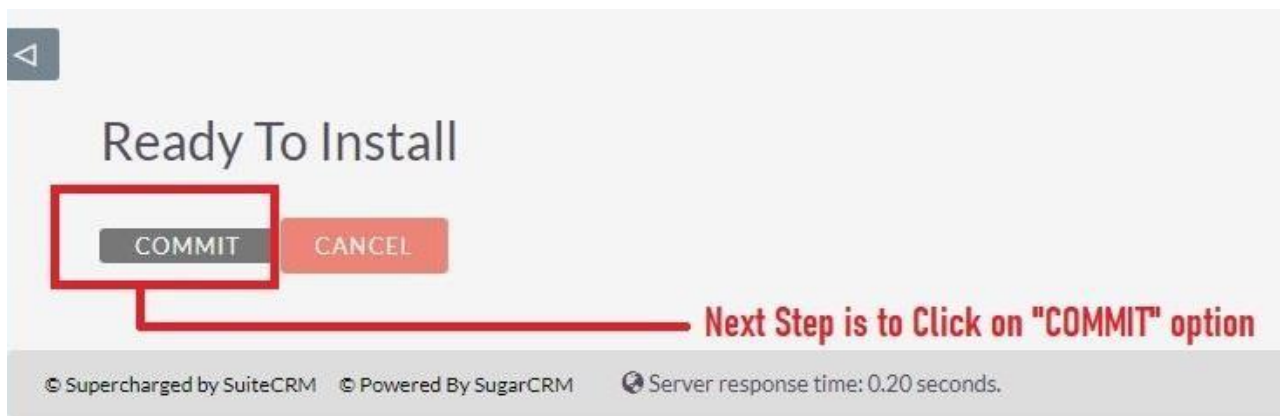 Ready To Install
COMMIT CANCEL
Next Step is to Click on "COMMIT" option
© Supercharged by SuiteCRM © Powered By SugarCRM Server response time: 0.20 seconds.